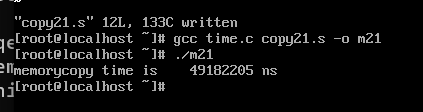 "copy21.s" 12L, 133C written
[root@localhost ~]# gcc time.c copy21.s -o m21
[root@localhost ~]# ./m21
memorycopy time is    49182205 ns
[root@localhost ~]#